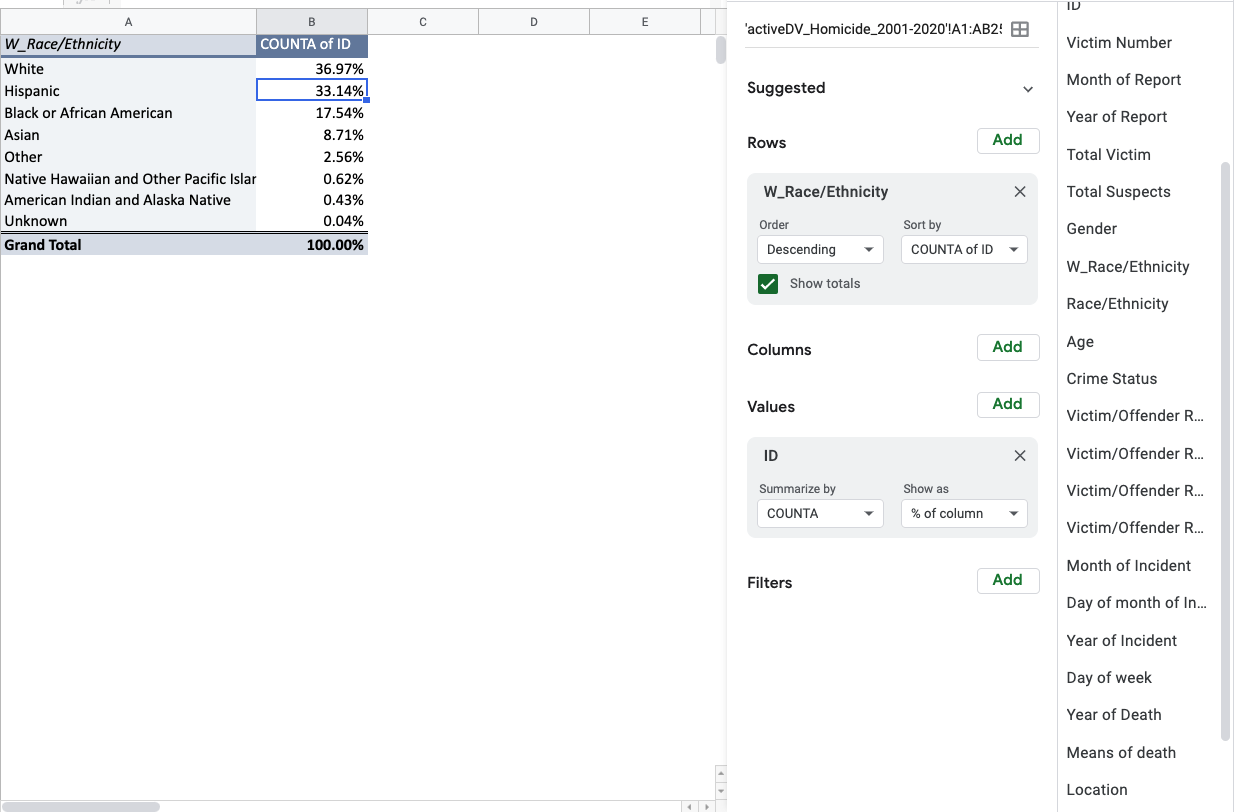 A B C D E
W_Race/Ethnicity COUNTA of ID
White 36.97%
Hispanic 33.14%
Black or African American 17.54%
Asian 8.71%
Other 2.56%
Native Hawaiian and Other Pacific Islar 0.62%
American Indian and Alaska Native 0.43%
Unknown 0.04%
Grand Total 100.00%
'activeDV_Homicide_2001-2020'!A1:AB25
Suggested
Rows Add
W_Race/Ethnicity
Order Sort by
Descending COUNTA of ID
Show totals
Columns Add
Values Add
ID
Summarize by Show as
COUNTA % of column
Filters Add
ID
Victim Number
Month of Report
Year of Report
Total Victim
Total Suspects
Gender
W_Race/Ethnicity
Race/Ethnicity
Age
Crime Status
Victim/Offender R...
Victim/Offender R...
Victim/Offender R...
Victim/Offender R...
Month of Incident
Day of month of In...
Year of Incident
Day of week
Year of Death
Means of death
Location